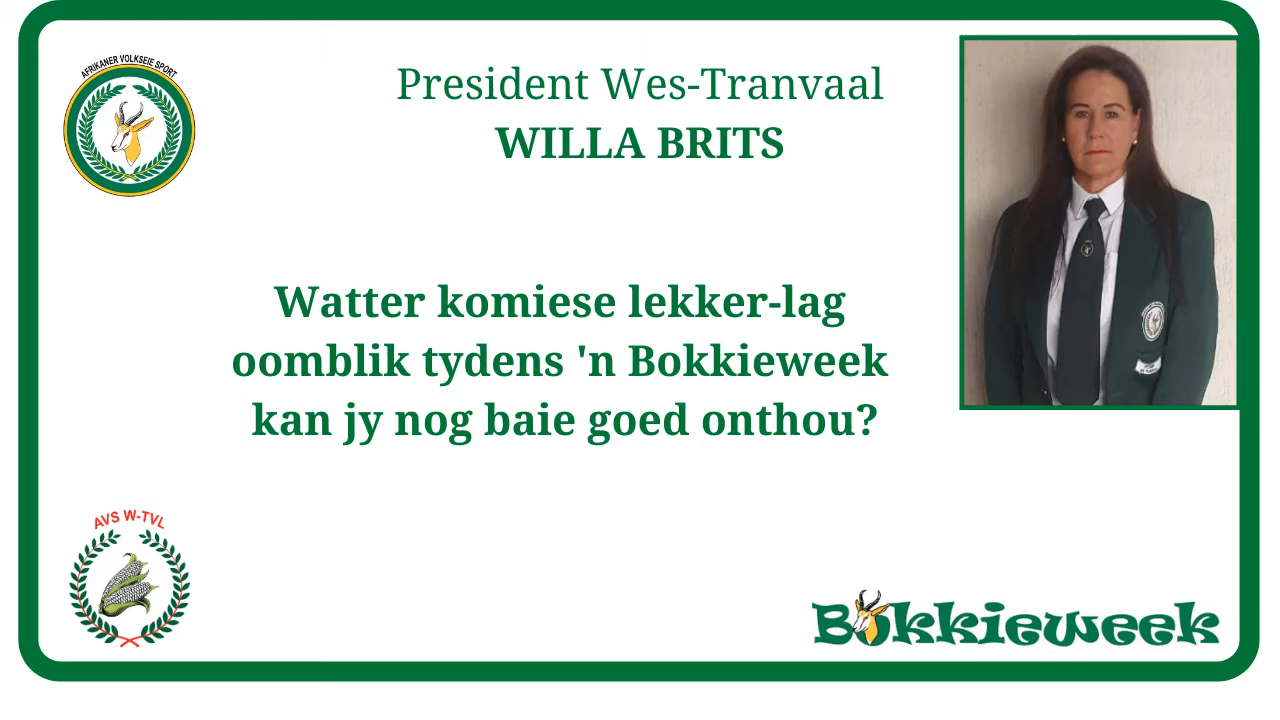 AFRIKANER VOLKSEIE SPORT
President Wes-Tranvaal
WILLA BRITS
Watter komiese lekker-lag
oomblik tydens 'n Bokkieweek
kan jy nog baie goed onthou?
AVS W-TVL
Bokkieweek